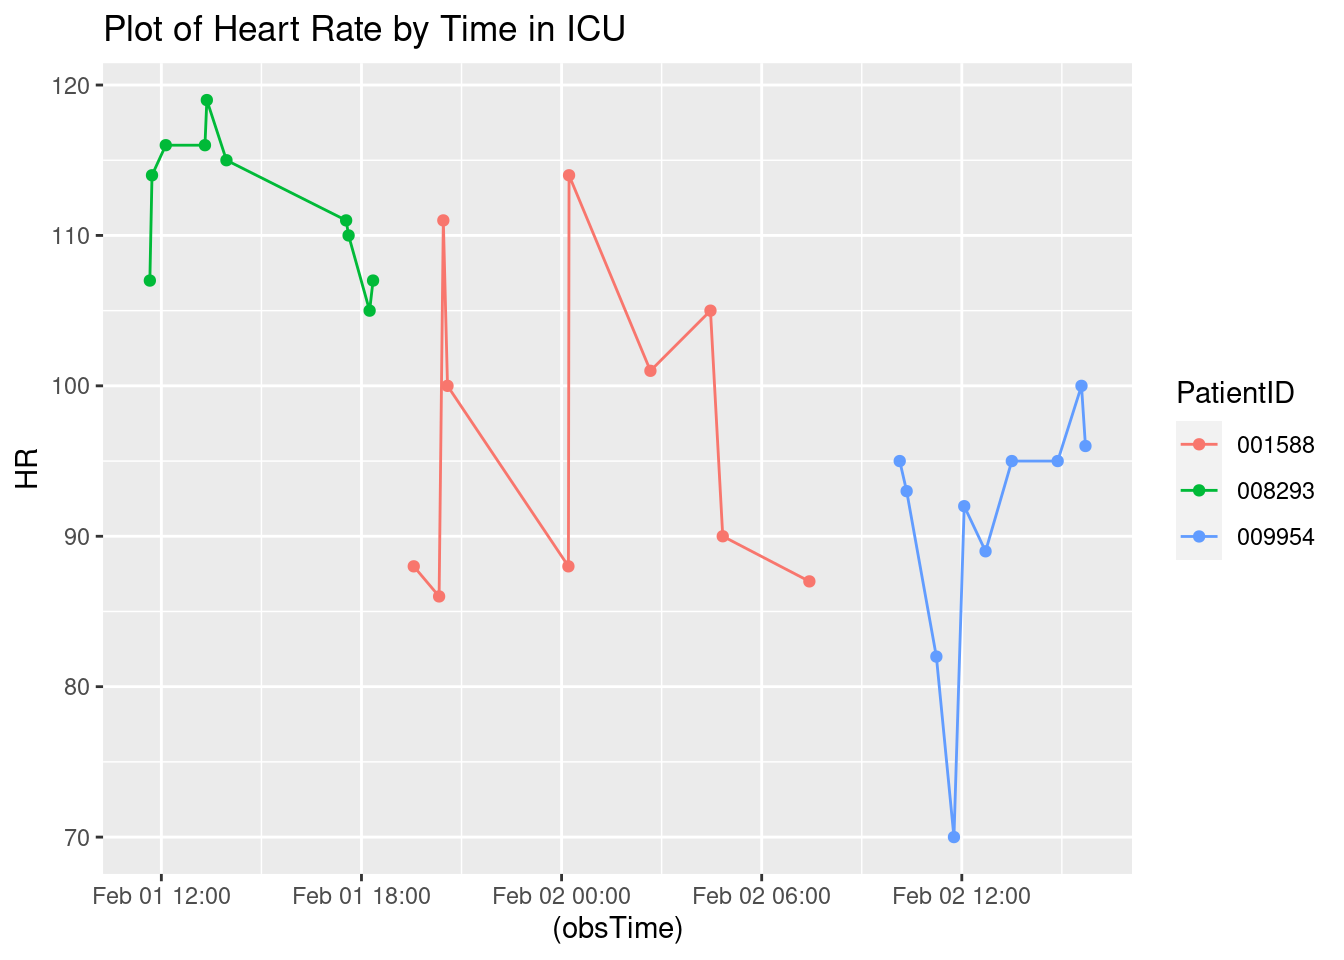 Plot of Heart Rate by Time in ICU
120
110
100
90
80
70
HR
Feb 01 12:00
Feb 01 18:00
Feb 02 00:00
Feb 02 06:00
Feb 02 12:00
(obsTime)
PatientID
001588
008293
009954